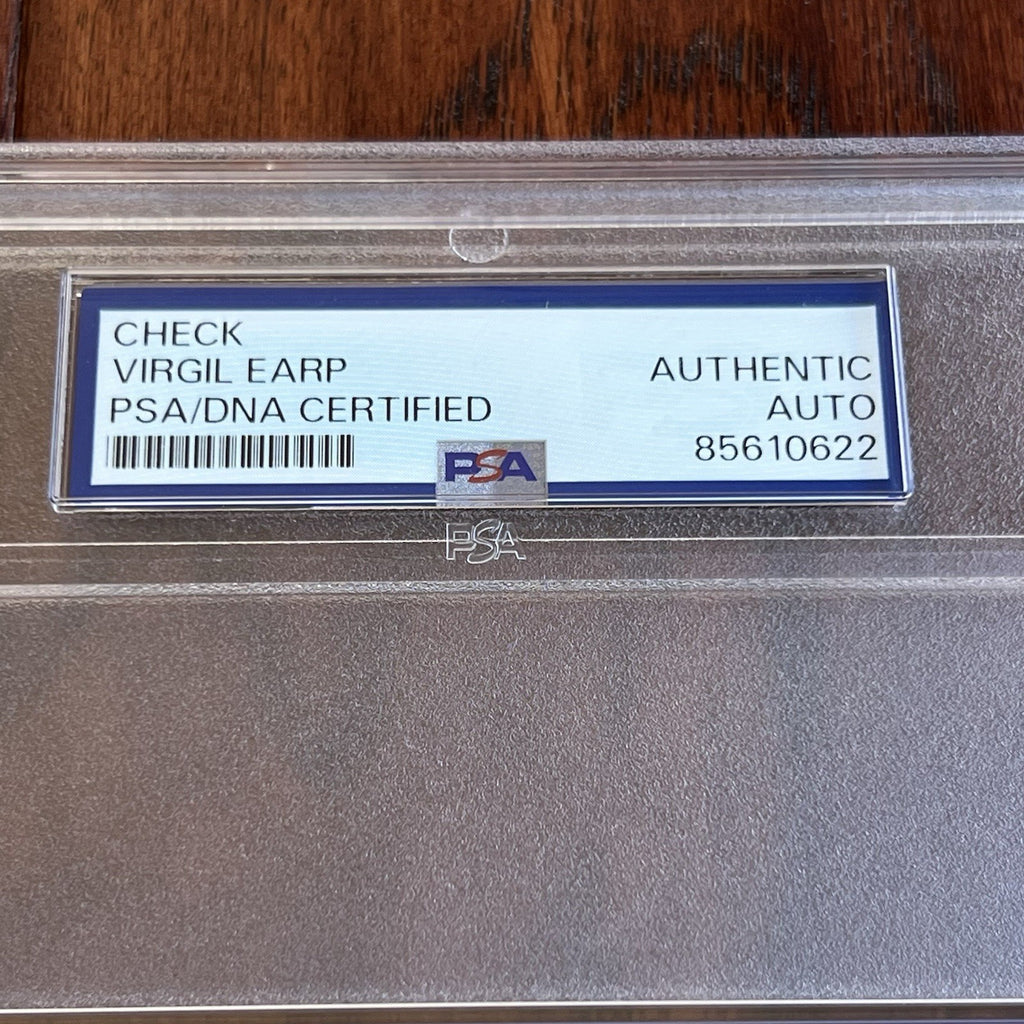 CHECK
VIRGIL EARP
PSA/DNA CERTIFIED
AUTHENTIC
AUTO
85610622
PSA
PSA